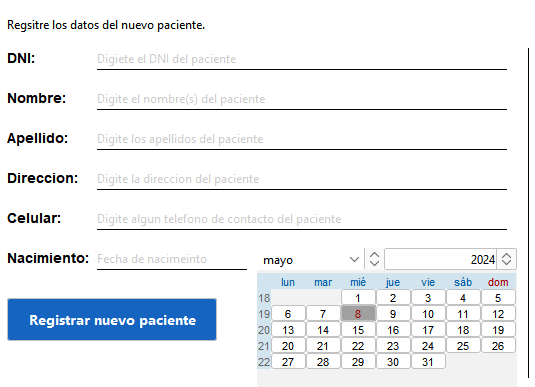 Regsitre los datos del nuevo paciente.
DNI: Digiete el DNI del paciente
Nombre: Digite el nombre(s) del paciente
Apellido: Digite los apellidos del paciente
Direccion: Digite la direccion del paciente
Celular: Digite algun telefono de contacto del paciente
Nacimiento: Fecha de nacimeinto mayo 2024
lun mar mié jue vie sáb dom
18 1 2 3 4 5
19 6 7 8 9 10 11 12
20 13 14 15 16 17 18 19
21 20 21 22 23 24 25 26
22 27 28 29 30 31
Registrar nuevo paciente